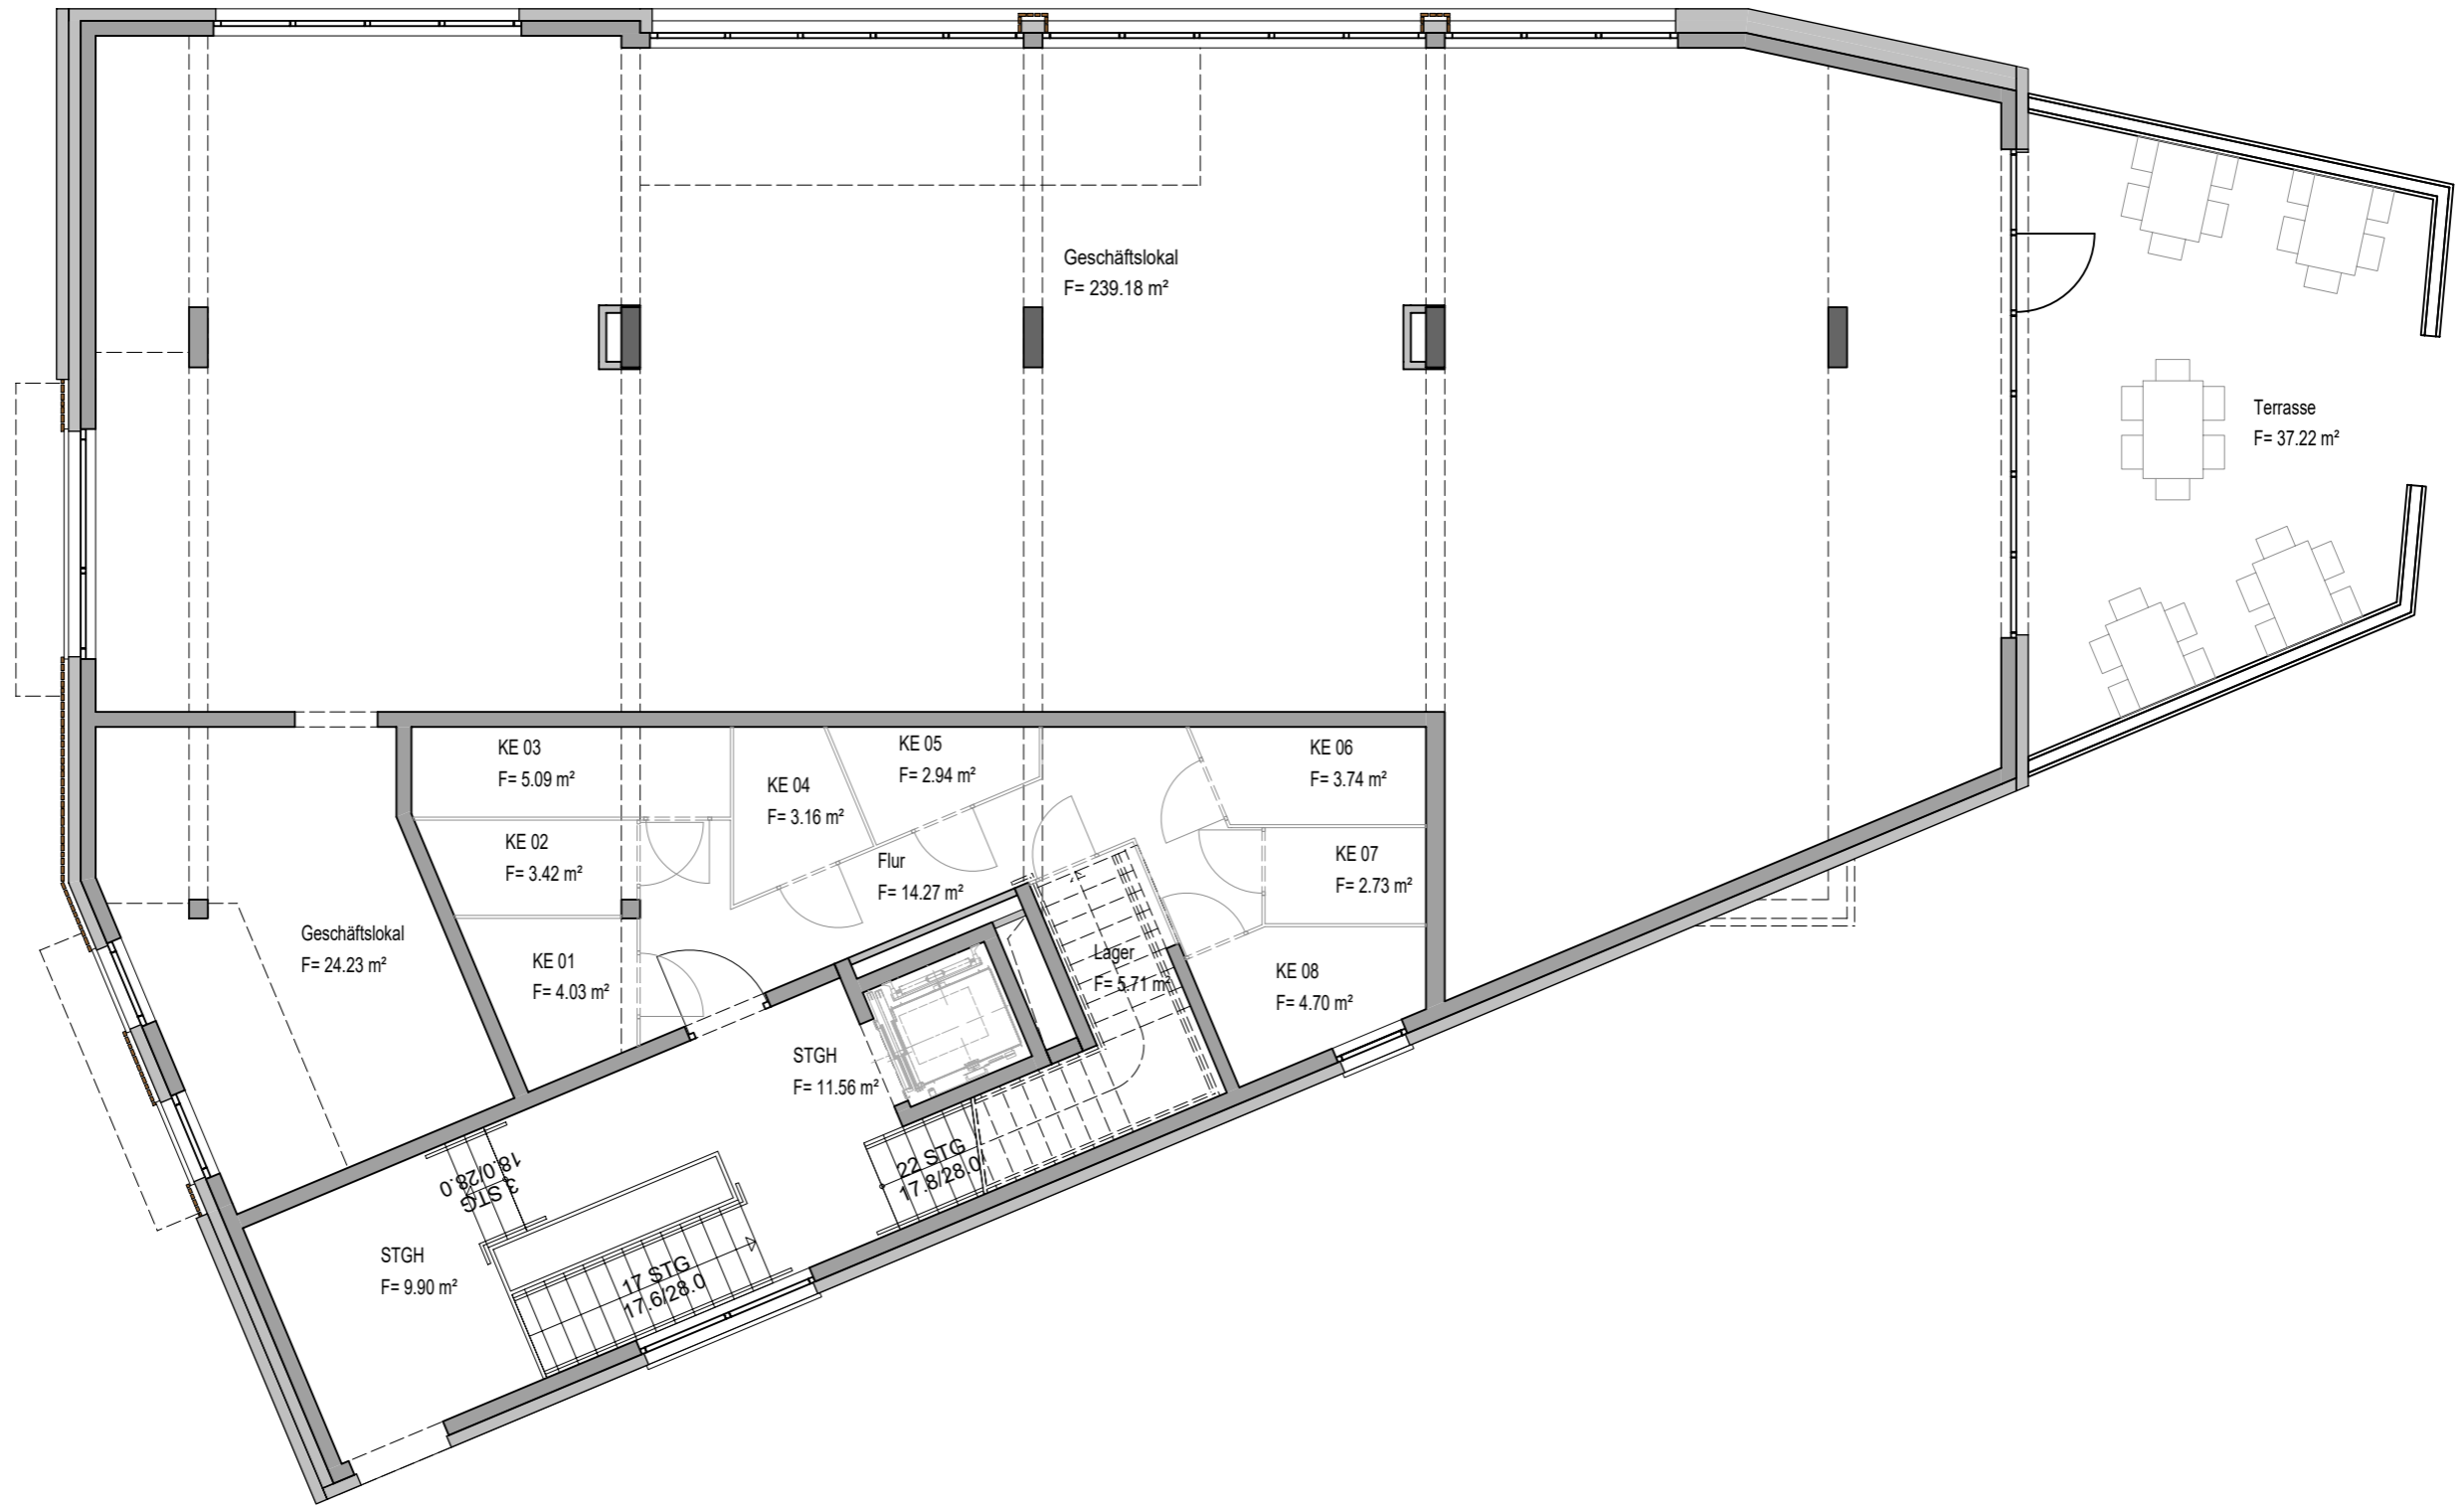 Geschäftslokal
F= 239.18 m²
Terrasse
F= 37.22 m²
KE 03
F= 5.09 m²
KE 04
F= 3.16 m²
KE 05
F= 2.94 m²
KE 06
F= 3.74 m²
KE 02
F= 3.42 m²
Flur
F= 14.27 m²
KE 07
F= 2.73 m²
Geschäftslokal
F= 24.23 m²
KE 01
F= 4.03 m²
Lager
F= 5.71 m²
KE 08
F= 4.70 m²
STGH
F= 11.56 m²
3 STG
18.0/28.0
22 STG
17.8/28.0
STGH
F= 9.90 m²
17 STG
17.6/28.0